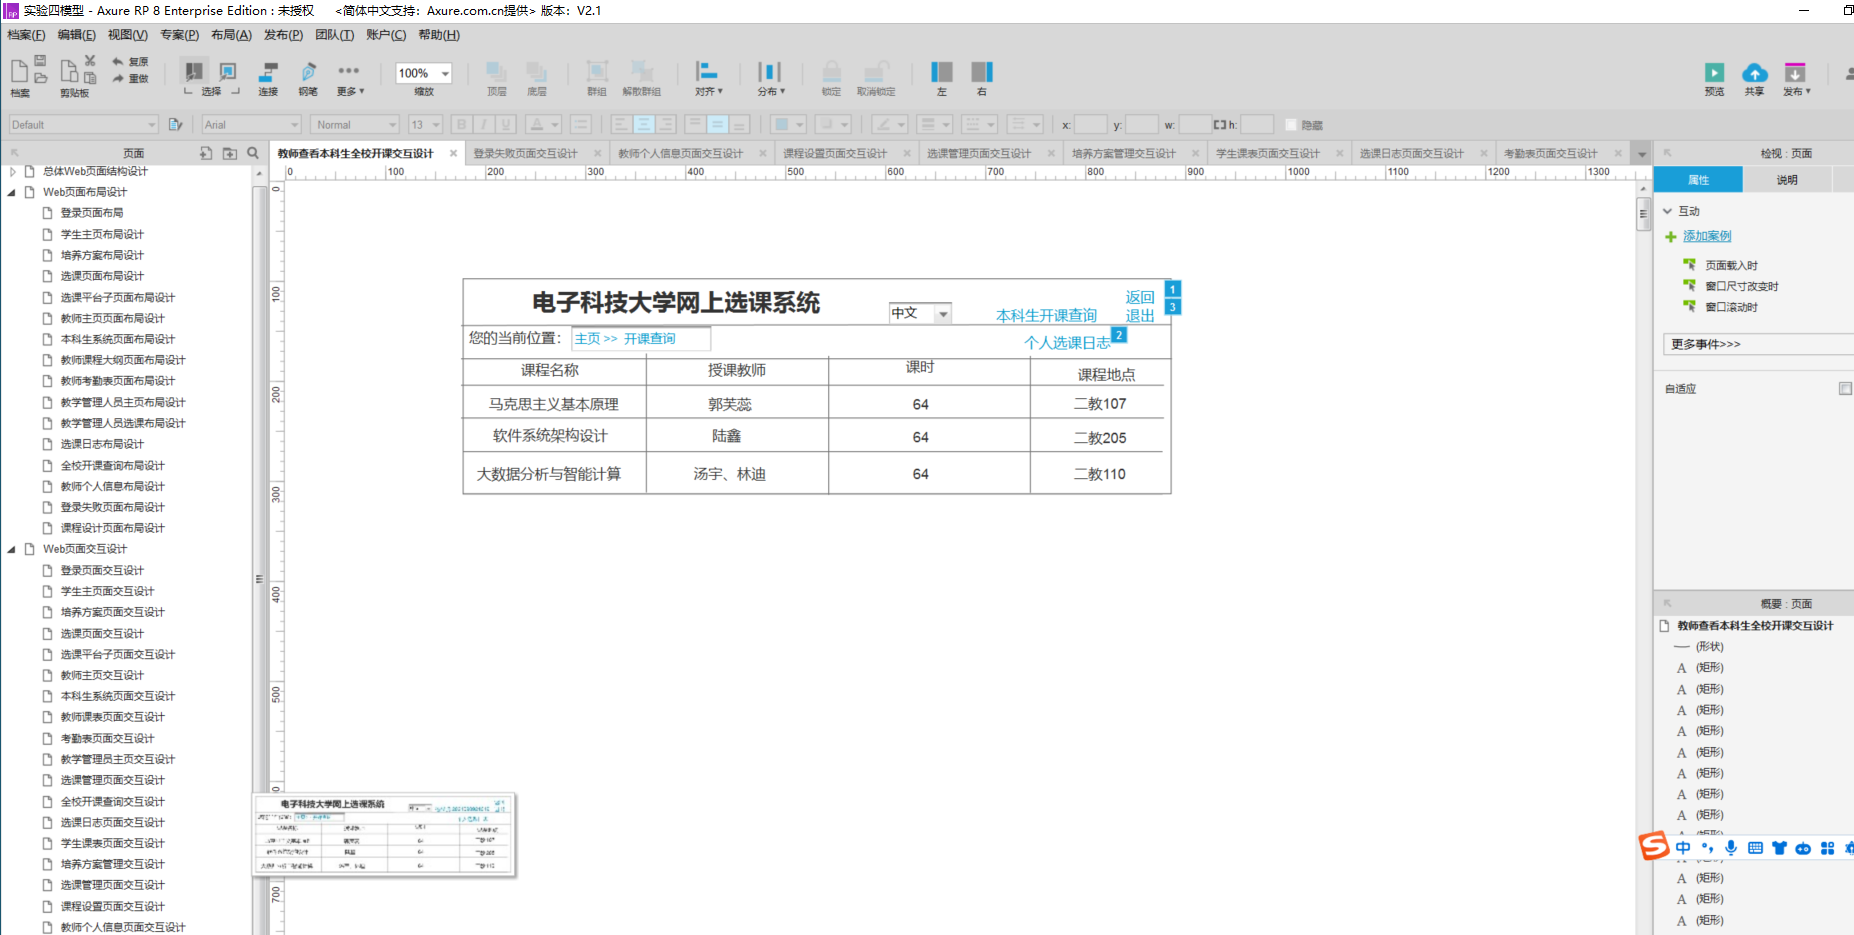 实验四模型 - Axure RP 8 Enterprise Edition : 未授权 <简体中文支持：Axure.com.cn提供> 版本：V2.1
档案(F) 编辑(E) 视图(V) 专案(P) 布局(A) 发布(P) 团队(T) 账户(C) 帮助(H)
复原
重做
100%
档案 剪贴板 选择 连接 钢笔 更多 缩放 顶层 底层 群组 解散群组 对齐 分布 锁定 取消锁定 左 右 预览 共享 发布
Default Arial Normal 13 B I U A x: y: w: h: 隐藏
页面
教师查看本科生全校开课交互设计 登录失败页面交互设计 教师个人信息页面交互设计 课程设置页面交互设计 选课管理页面交互设计 培养方案管理交互设计 学生课表页面交互设计 选课日志页面交互设计 考勤表页面交互设计
检视 : 页面
0 100 200 300 400 500 600 700 800 900 1000 1100 1200 1300
0
100
200
300
400
500
700
总体Web页面结构设计
Web页面布局设计
登录页面布局
学生主页布局设计
培养方案布局设计
选课页面布局设计
选课平台子页面布局设计
教师主页页面布局设计
本科生系统页面布局设计
教师课程大纲页面布局设计
教师考勤表页面布局设计
教学管理人员主页布局设计
教学管理人员选课布局设计
选课日志布局设计
全校开课查询布局设计
教师个人信息布局设计
登录失败页面布局设计
课程设计页面布局设计
Web页面交互设计
登录页面交互设计
学生主页面交互设计
培养方案页面交互设计
选课页面交互设计
选课平台子页面交互设计
教师主页交互设计
本科生系统页面交互设计
教师课表页面交互设计
考勤表页面交互设计
教学管理员主页交互设计
选课管理页面交互设计
全校开课查询交互设计
选课日志页面交互设计
学生课表页面交互设计
培养方案管理交互设计
选课管理页面交互设计
课程设置页面交互设计
教师个人信息页面交互设计
电子科技大学网上选课系统
中文
本科生开课查询
返回 1
退出 3
您的当前位置： 主页 >> 开课查询
个人选课日志 2
课程名称 授课教师 课时 课程地点
马克思主义基本原理 郭芙蕊 64 二教107
软件系统架构设计 陆鑫 64 二教205
大数据分析与智能计算 汤宇、林迪 64 二教110
电子科技大学网上选课系统
属性 说明
互动
添加案例
页面载入时
窗口尺寸改变时
窗口滚动时
更多事件>>>
自适应
概要 : 页面
教师查看本科生全校开课交互设计
(形状)
A (矩形)
A (矩形)
A (矩形)
A (矩形)
A (矩形)
A (矩形)
A (矩形)
A (矩形)
S 中
A (矩形)
A (矩形)
A (矩形)